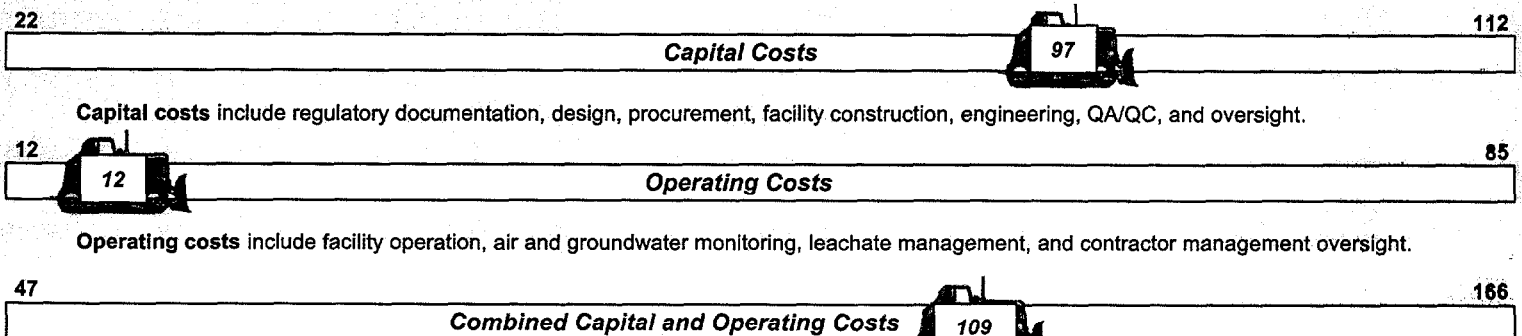 22 112
Capital Costs 97
Capital costs include regulatory documentation, design, procurement, facility construction, engineering, QA/QC, and oversight.
12 85
12 Operating Costs
Operating costs include facility operation, air and groundwater monitoring, leachate management, and contractor management oversight.
47 166
Combined Capital and Operating Costs 109